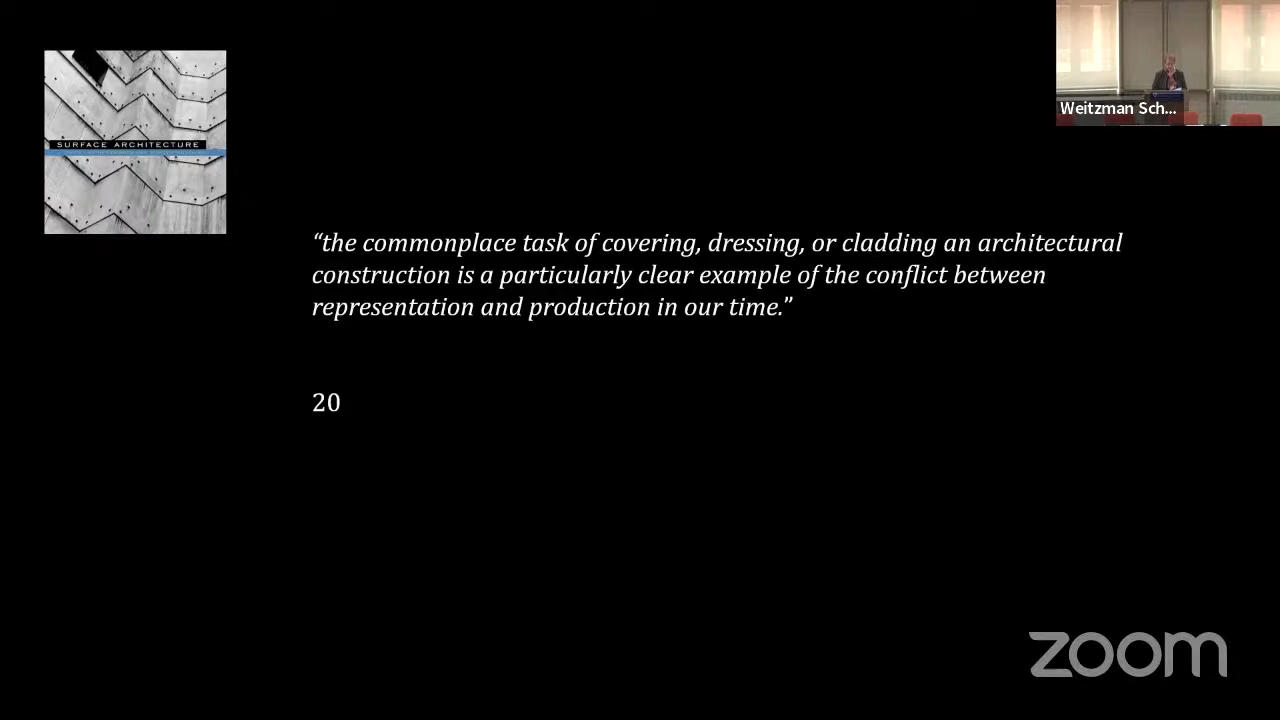 SURFACE ARCHITECTURE
Weitzman Sch...
“the commonplace task of covering, dressing, or cladding an architectural
construction is a particularly clear example of the conflict between
representation and production in our time.”
20
zoom